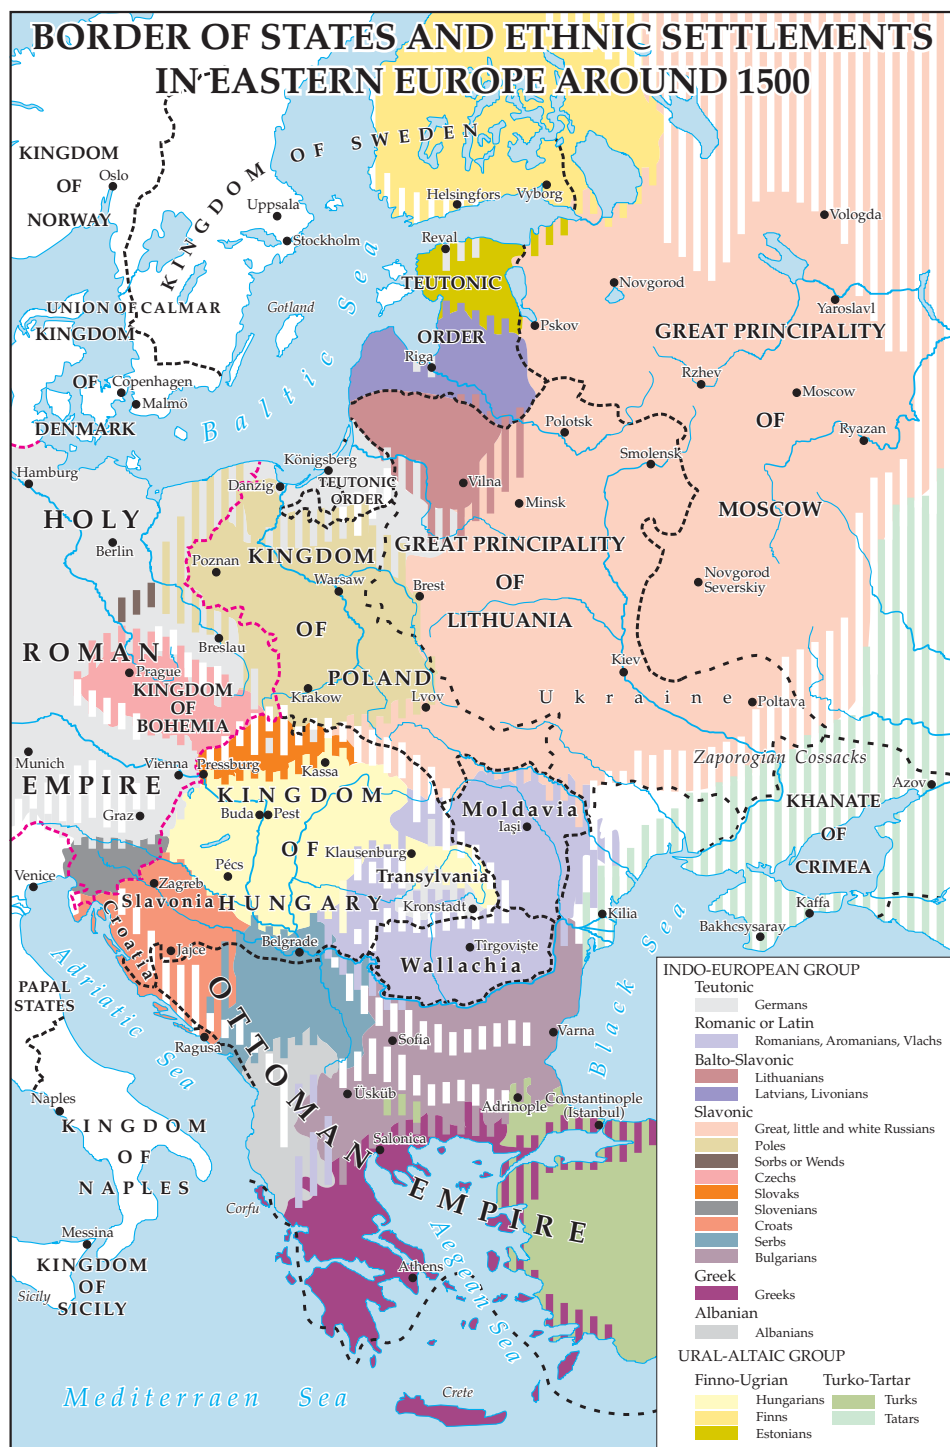 BORDER OF STATES AND ETHNIC SETTLEMENTS
IN EASTERN EUROPE AROUND 1500
KINGDOM
OF
NORWAY
Oslo
KINGDOM OF SWEDEN
Uppsala
Stockholm
Helsingfors
Vyborg
Vologda
Reval
TEUTONIC
ORDER
Novgorod
Pskov
Yaroslavl
UNION OF CALMAR
Gotland
KINGDOM
OF
DENMARK
Copenhagen
Malmö
Baltic Sea
Riga
GREAT PRINCIPALITY
OF
MOSCOW
Rzhev
Moscow
Ryazan
Polotsk
Smolensk
Hamburg
Königsberg
Danzig
TEUTONIC
ORDER
Vilna
Minsk
HOLY
ROMAN
EMPIRE
Berlin
Poznan
KINGDOM
OF
POLAND
Warsaw
Brest
GREAT PRINCIPALITY
OF
LITHUANIA
Novgorod
Severskiy
Breslau
Prague
KINGDOM
OF
BOHEMIA
Krakow
Lvov
Kiev
Ukraine
Poltava
Munich
Vienna
Pressburg
Kassa
Zaporogian Cossacks
Azov
Graz
KINGDOM
OF
HUNGARY
Buda
Pest
Moldavia
Iaşi
KHANATE
OF
CRIMEA
Klausenburg
Pécs
Transylvania
Venice
Zagreb
Slavonia
Croatia
Kronstadt
Kilia
Kaffa
Bakhcsysaray
Belgrade
Jajce
Tîrgovişte
Wallachia
PAPAL
STATES
Adriatic Sea
OTTOMAN EMPIRE
Black Sea
Ragusa
Sofia
Varna
Naples
Üsküb
Adrinople
Constantinople
(Istanbul)
KINGDOM
OF
NAPLES
Salonica
Corfu
Messina
KINGDOM
OF
SICILY
Sicily
Athens
Aegean Sea
Mediterraen Sea
Crete
INDO-EUROPEAN GROUP
Teutonic
Germans
Romanic or Latin
Romanians, Aromanians, Vlachs
Balto-Slavonic
Lithuanians
Latvians, Livonians
Slavonic
Great, little and white Russians
Poles
Sorbs or Wends
Czechs
Slovaks
Slovenians
Croats
Serbs
Bulgarians
Greek
Greeks
Albanian
Albanians
URAL-ALTAIC GROUP
Finno-Ugrian
Turko-Tartar
Hungarians
Turks
Finns
Tatars
Estonians